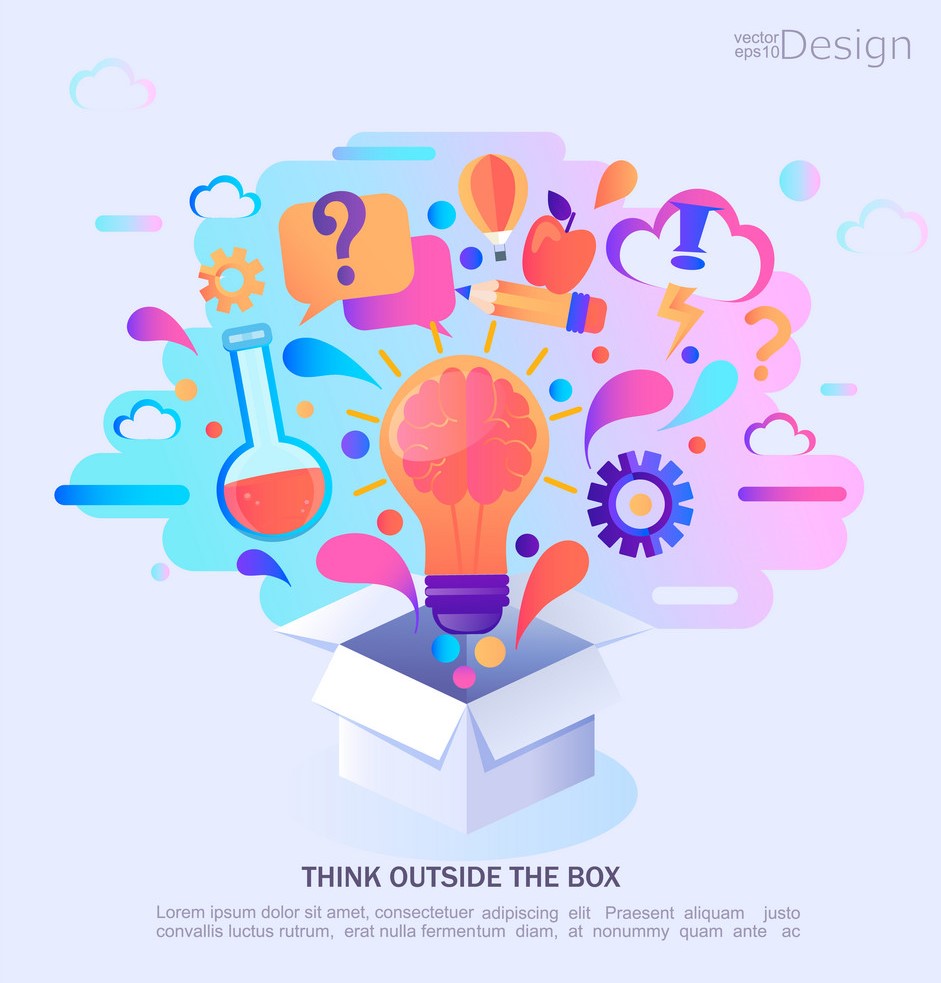 vector
eps10 Design
?
!
?
THINK OUTSIDE THE BOX
Lorem ipsum dolor sit amet, consectetuer adipiscing elit Praesent aliquam justo
convallis luctus rutrum, erat nulla fermentum diam, at nonummy quam ante ac